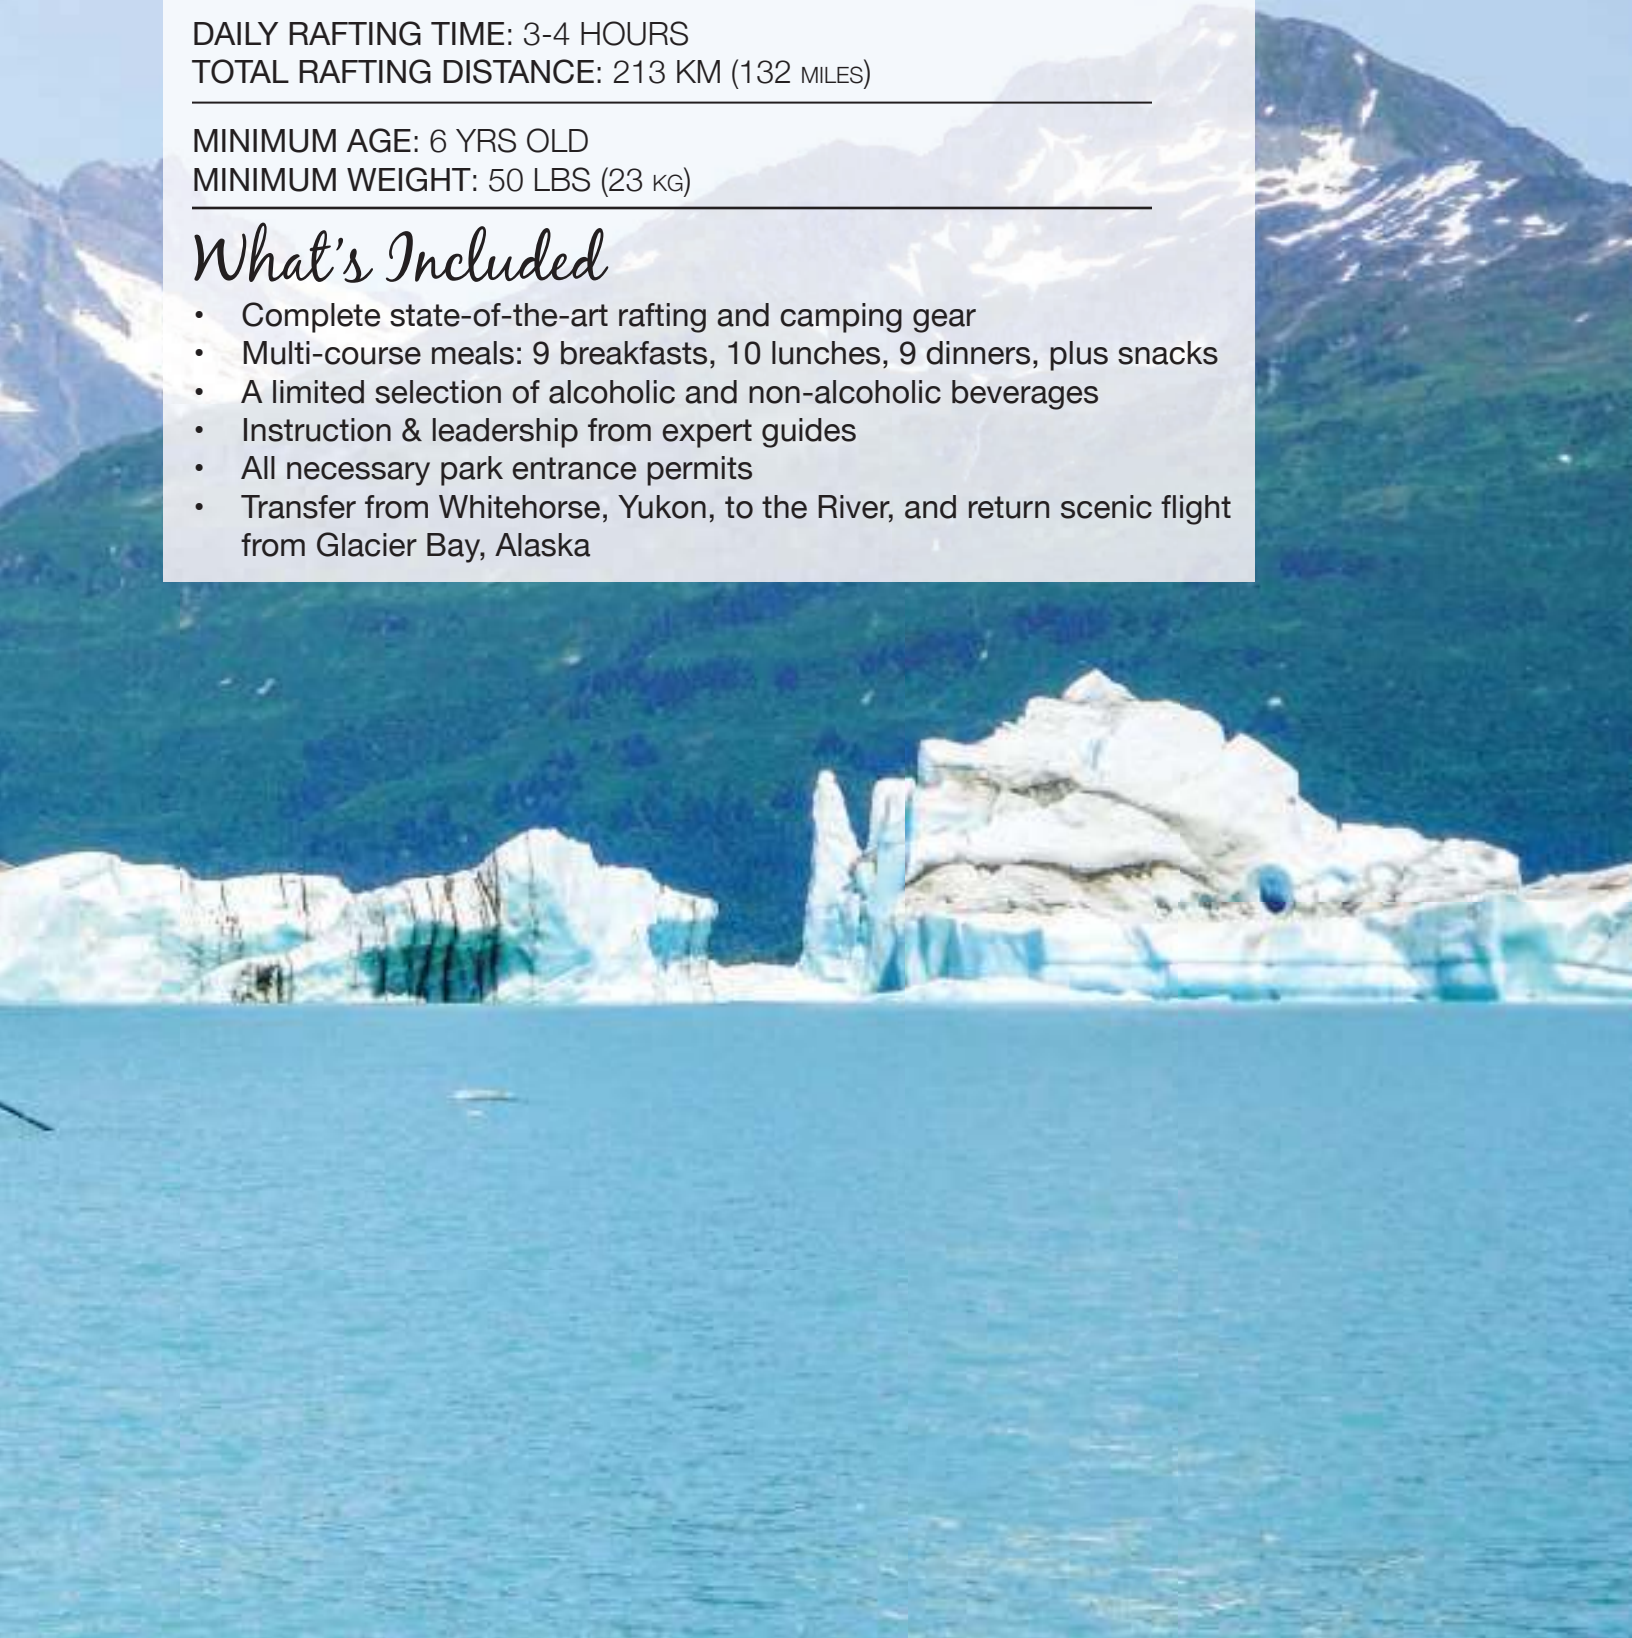 DAILY RAFTING TIME: 3-4 HOURS
TOTAL RAFTING DISTANCE: 213 KM (132 MILES)
MINIMUM AGE: 6 YRS OLD
MINIMUM WEIGHT: 50 LBS (23 KG)
What's Included
• Complete state-of-the-art rafting and camping gear
• Multi-course meals: 9 breakfasts, 10 lunches, 9 dinners, plus snacks
• A limited selection of alcoholic and non-alcoholic beverages
• Instruction & leadership from expert guides
• All necessary park entrance permits
• Transfer from Whitehorse, Yukon, to the River, and return scenic flight
from Glacier Bay, Alaska